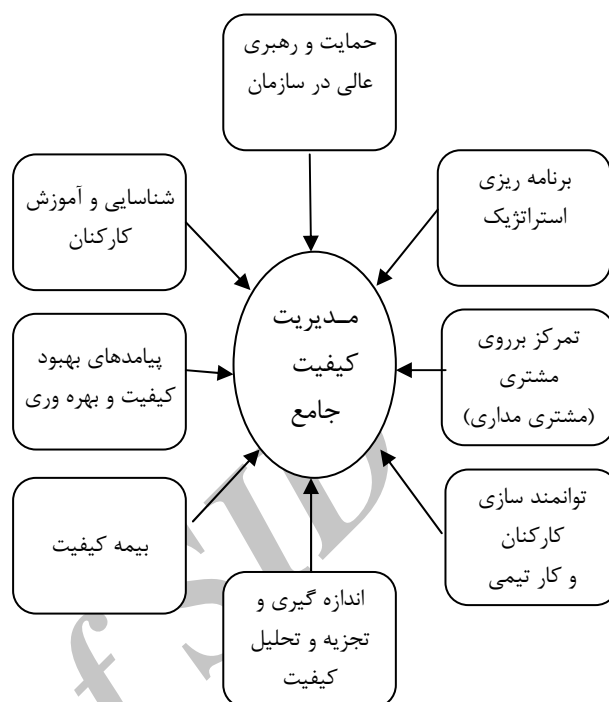 حمایت و رهبری
عالی در سازمان
برنامه ریزی
استراتژیک
شناسایی و آموزش
کارکنان
مـدیریت
کیفیت
جامع
تمرکز برروی
مشتری
(مشتری مداری)
پیامدهای بهبود
کیفیت و بهره وری
توانمند سازی
کارکنان
و کار تیمی
بیمه کیفیت
اندازه گیری و
تجزیه و تحلیل
کیفیت
f SID